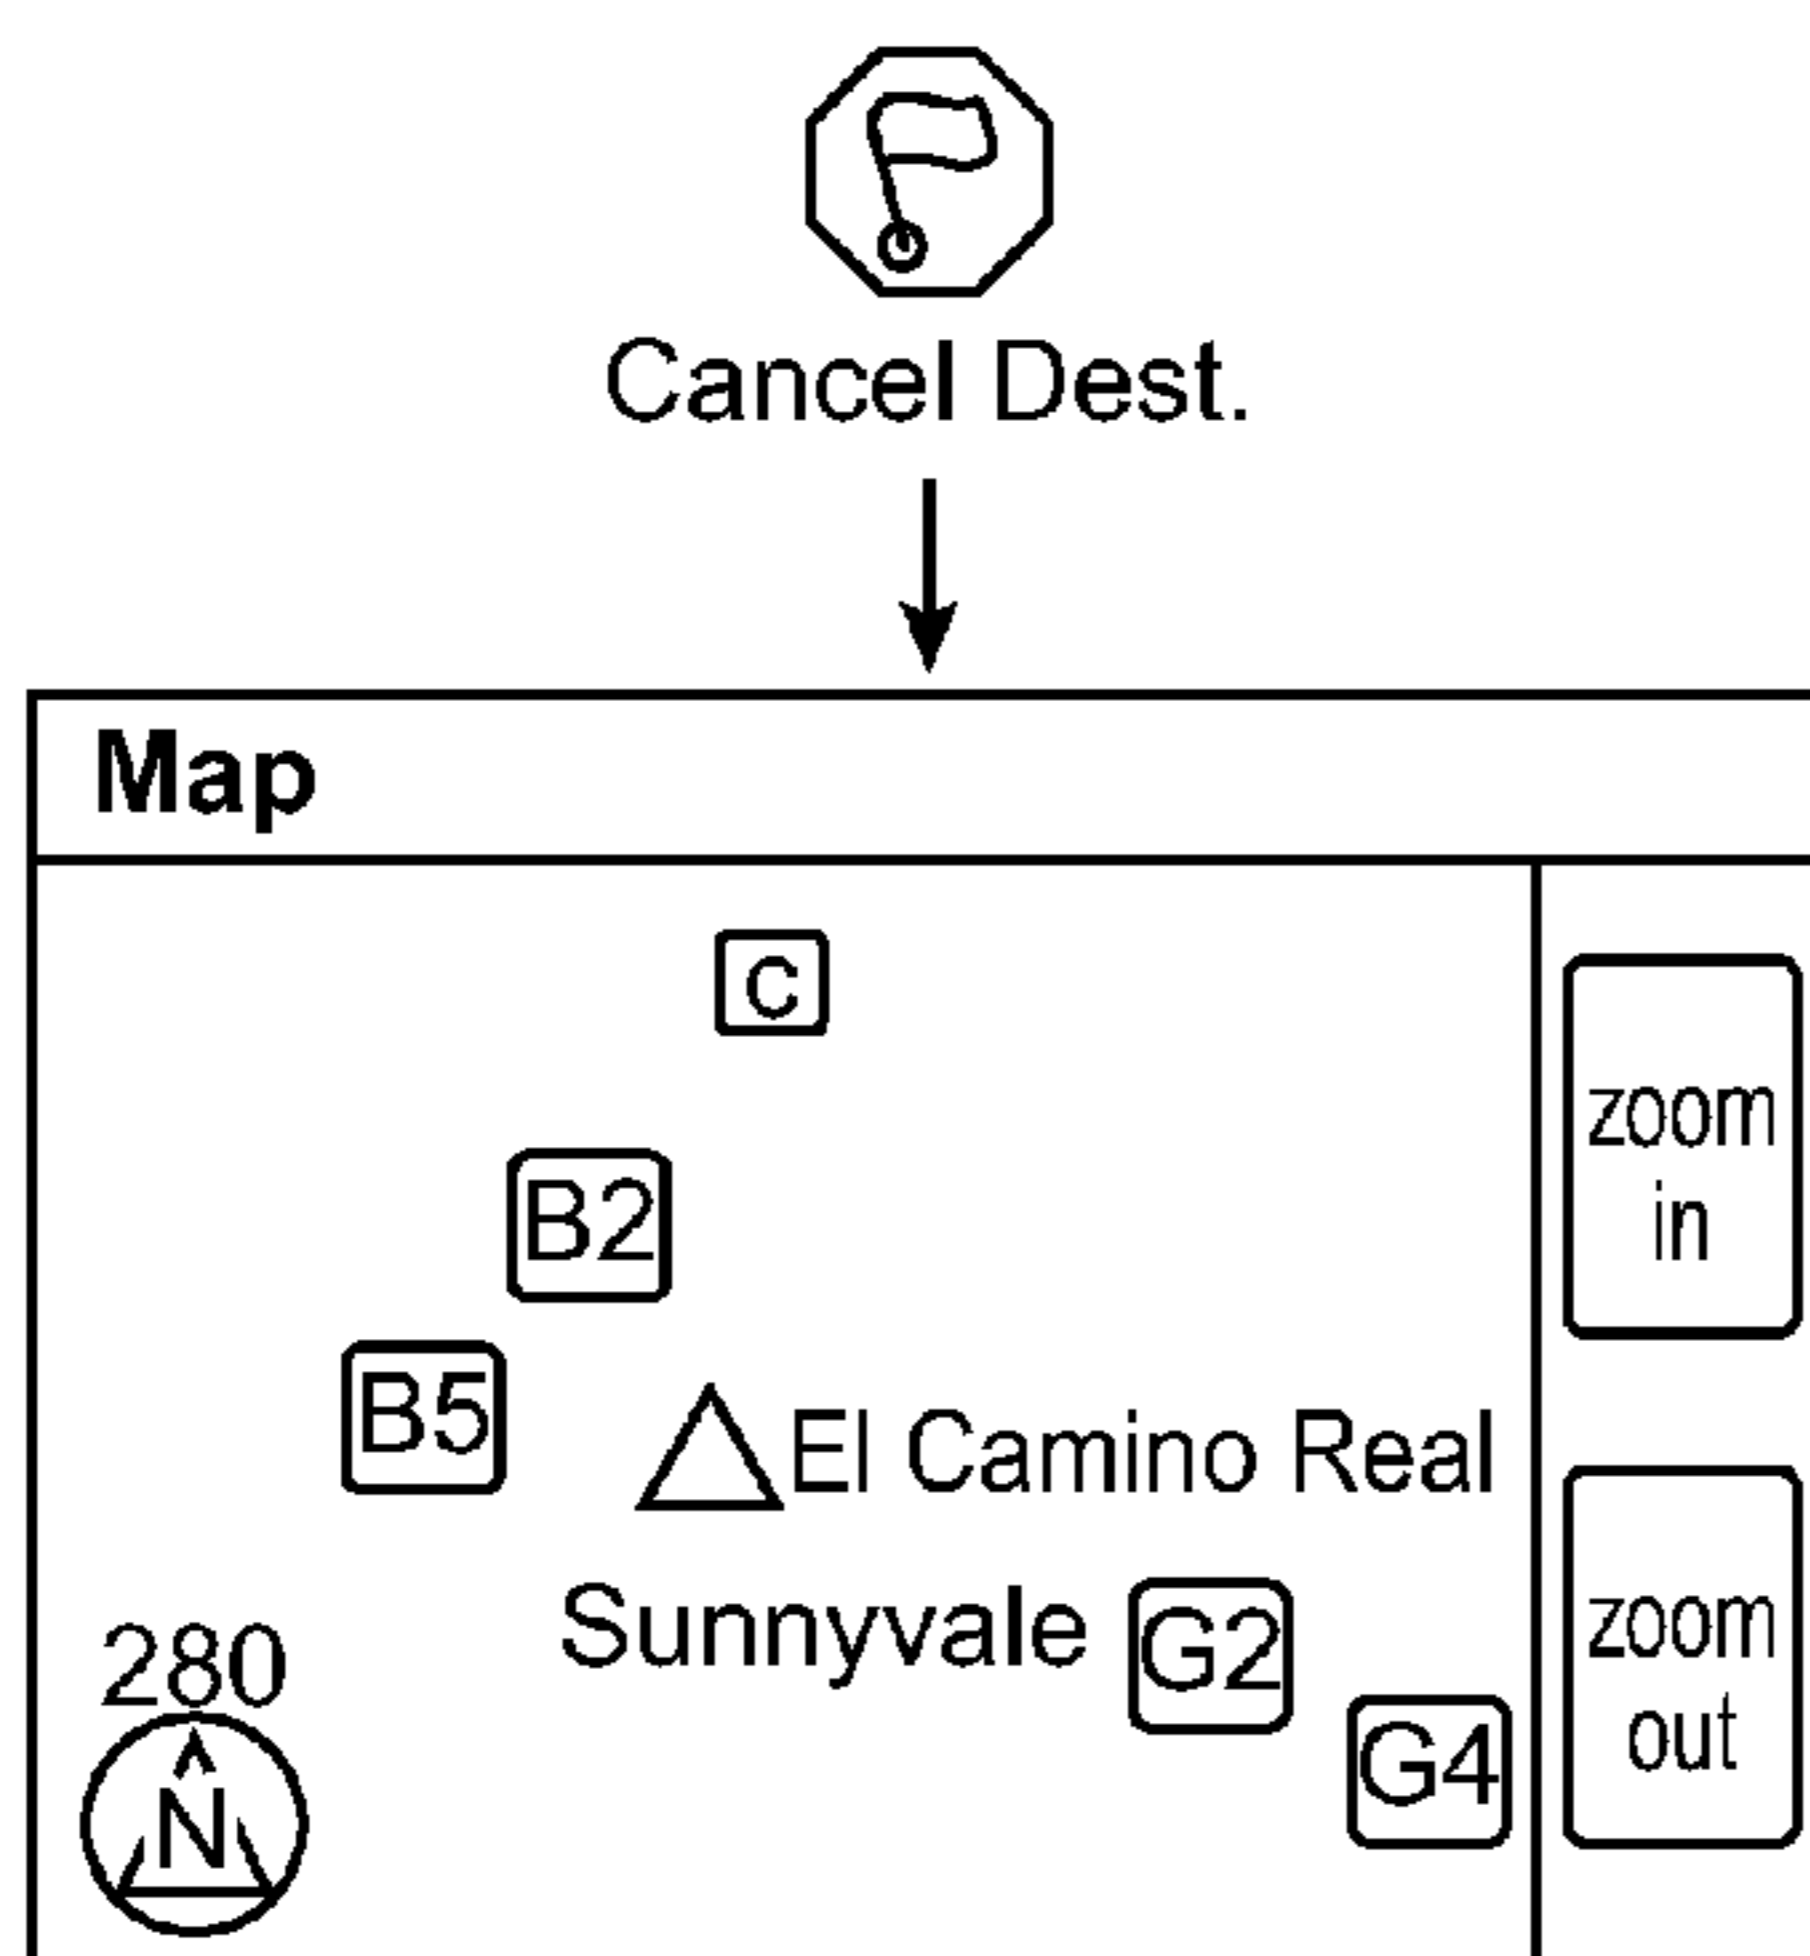 Cancel Dest.
Map
c
zoom
in
B2
B5
El Camino Real
Sunnyvale
G2
zoom
out
280
G4
N